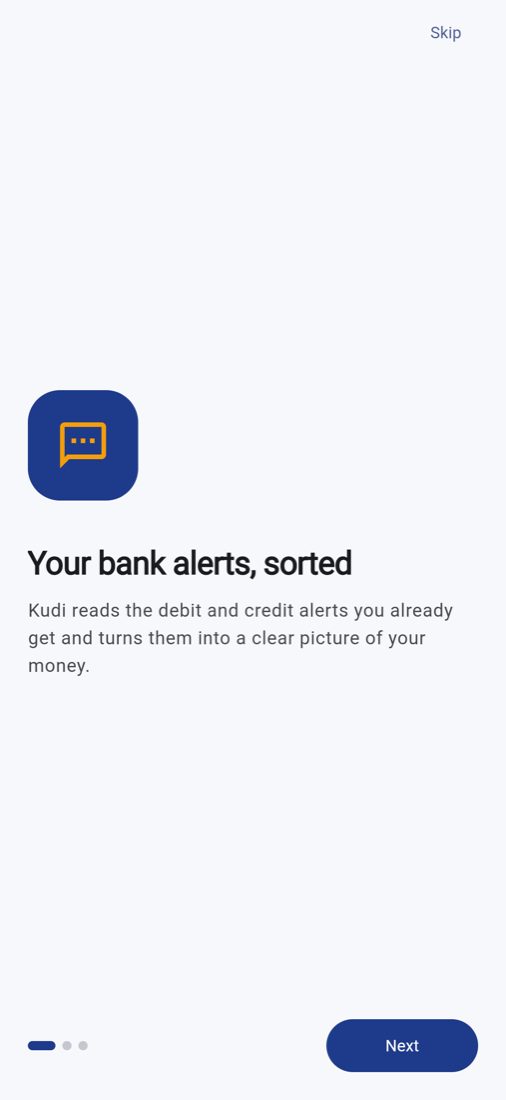 Skip
Your bank alerts, sorted
Kudi reads the debit and credit alerts you already
get and turns them into a clear picture of your
money.
Next